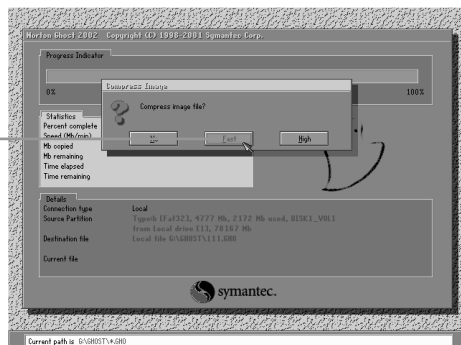 Norton Ghost 2002 Copyright (C) 1998-2001 Symantec Corp.
Progress Indicator
0% 100%
Compress Image
Compress image file?
No Fast High
Statistics
Percent complete
Speed (Mb/min)
Mb copied
Mb remaining
Time elapsed
Time remaining
Details
Connection type Local
Source Partition Type:b [Fat32], 4777 Mb, 2172 Mb used, DISK1_VOL1
from Local drive [1], 78167 Mb
Destination file Local file G:\GHOST\111.GHO
Current file
symantec.
Current path is G:\GHOST\*.GHO